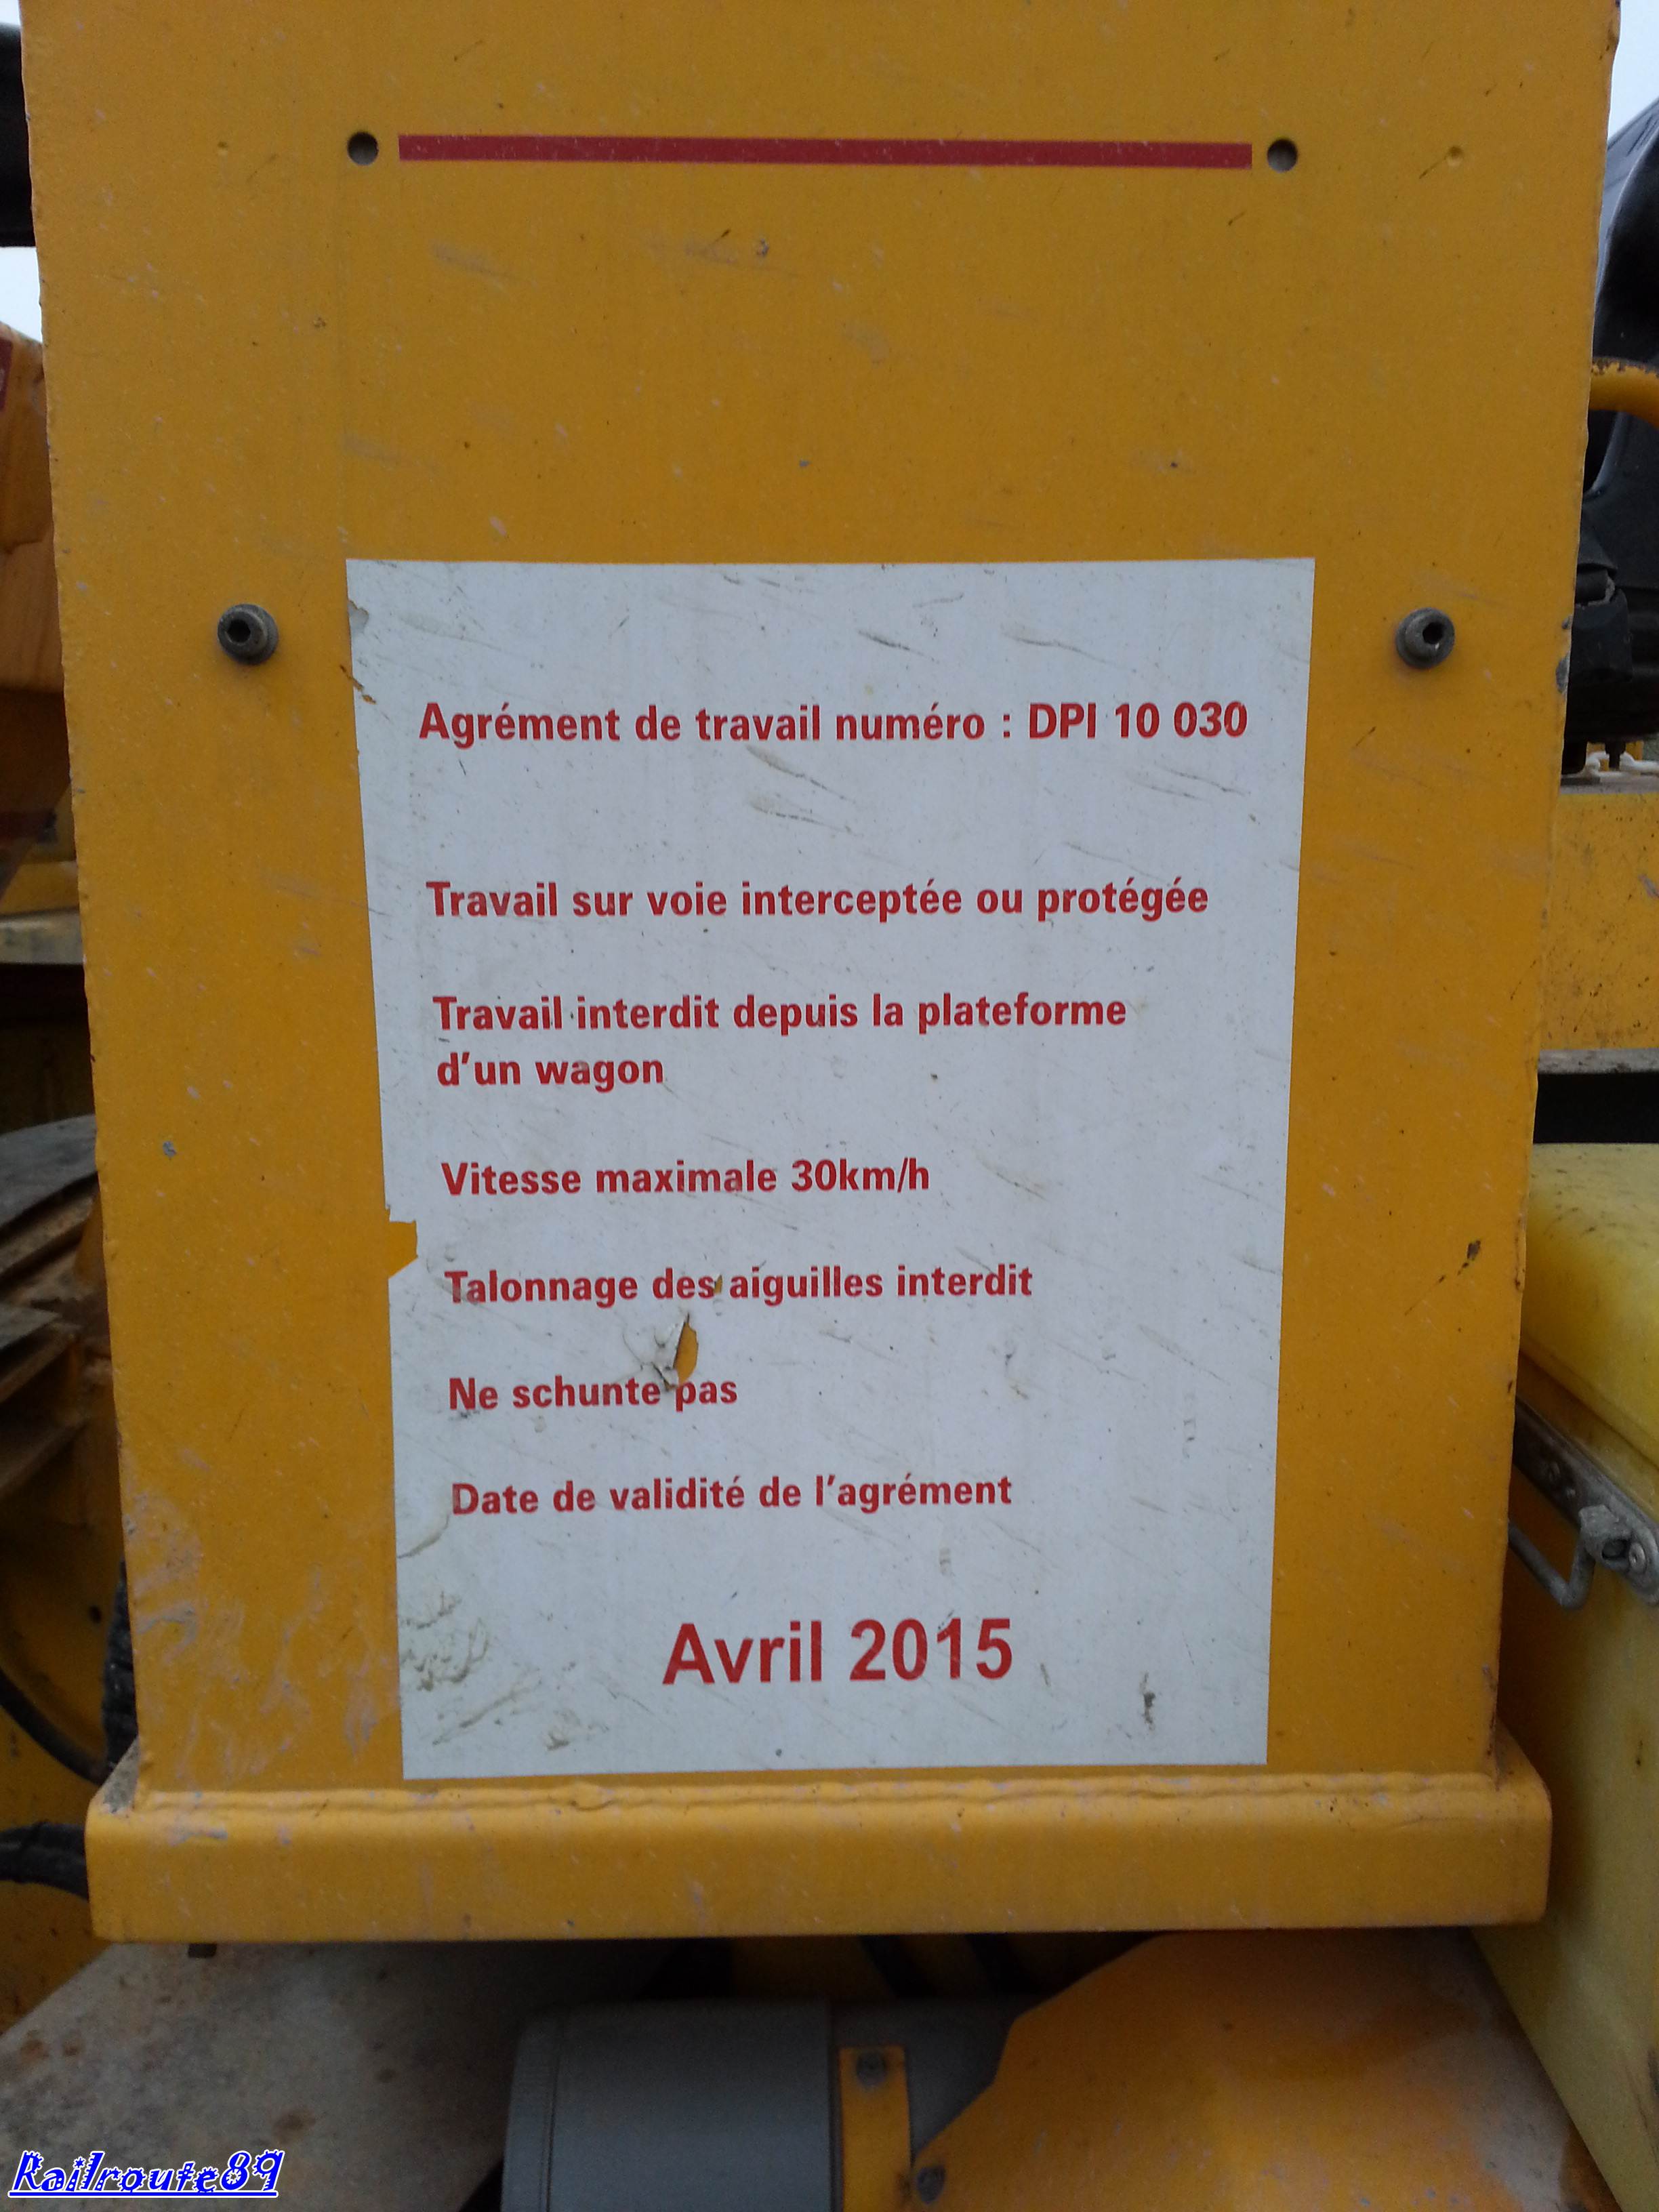 Agrément de travail numéro : DPI 10 030
Travail sur voie interceptée ou protégée
Travail interdit depuis la plateforme
d'un wagon
Vitesse maximale 30km/h
Talonnage des aiguilles interdit
Ne schunte pas
Date de validité de l'agrément
Avril 2015
Railroute89